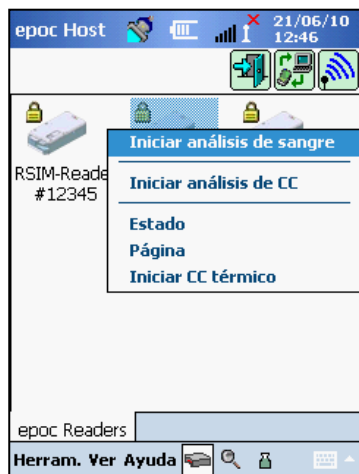 epoc Host
21/06/10
12:46
RSIM-Reade
#12345
Iniciar análisis de sangre
Iniciar análisis de CC
Estado
Página
Iniciar CC térmico
epoc Readers
Herram. Ver Ayuda